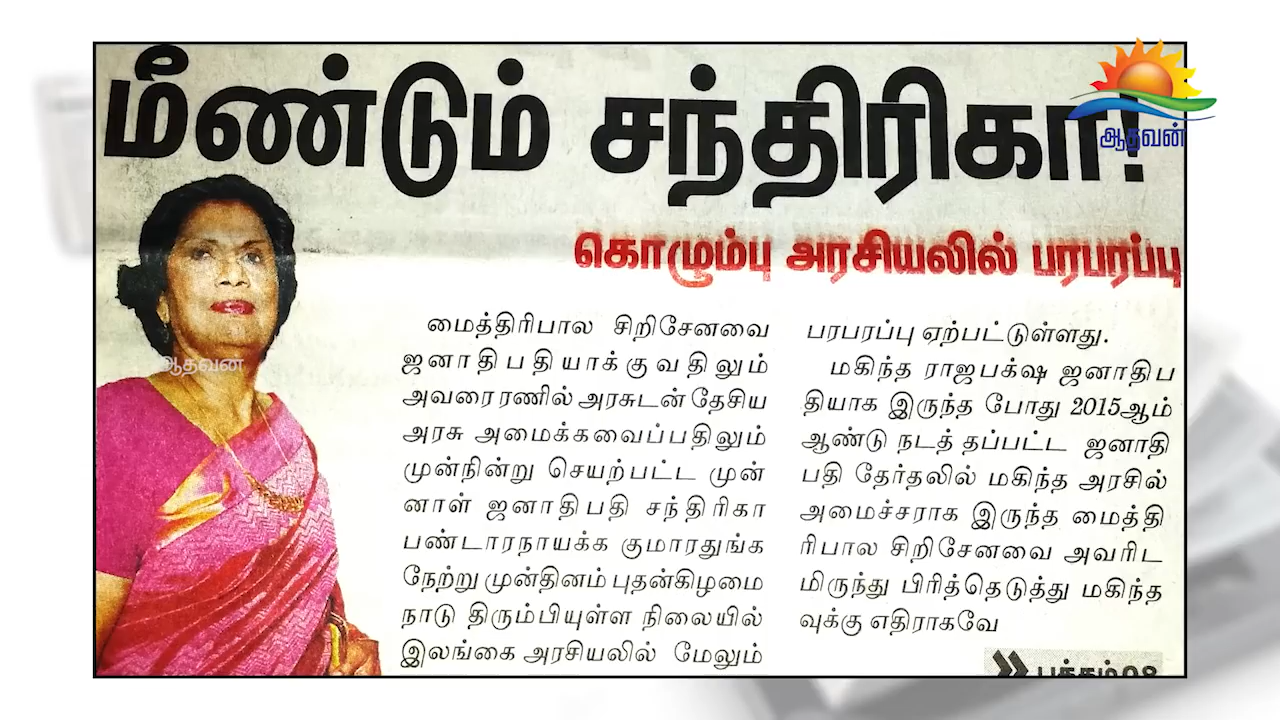 மீண்டும் சந்திரிகா!
ஆதவன்
கொழும்பு அரசியலில் பரபரப்பு
மைத்திரிபால சிறிசேனவை
ஜனாதிபதியாக்குவதிலும்
அவரை ரணில் அரசுடன் தேசிய
அரசு அமைக்கவைப்பதிலும்
முன்நின்று செயற்பட்ட முன்
னாள் ஜனாதிபதி சந்திரிகா
பண்டாரநாயக்க குமாரதுங்க
நேற்று முன்தினம் புதன்கிழமை
நாடு திரும்பியுள்ள நிலையில்
இலங்கை அரசியலில் மேலும்
பரபரப்பு ஏற்பட்டுள்ளது.
மகிந்த ராஜபக்ஷ ஜனாதிப
தியாக இருந்த போது 2015ஆம்
ஆண்டு நடத் தப்பட்ட ஜனாதி
பதி தேர்தலில் மகிந்த அரசில்
அமைச்சராக இருந்த மைத்தி
ரிபால சிறிசேனவை அவரிட
மிருந்து பிரித்தெடுத்து மகிந்த
வுக்கு எதிராகவே
பக்கம் 08
ஆதவன்